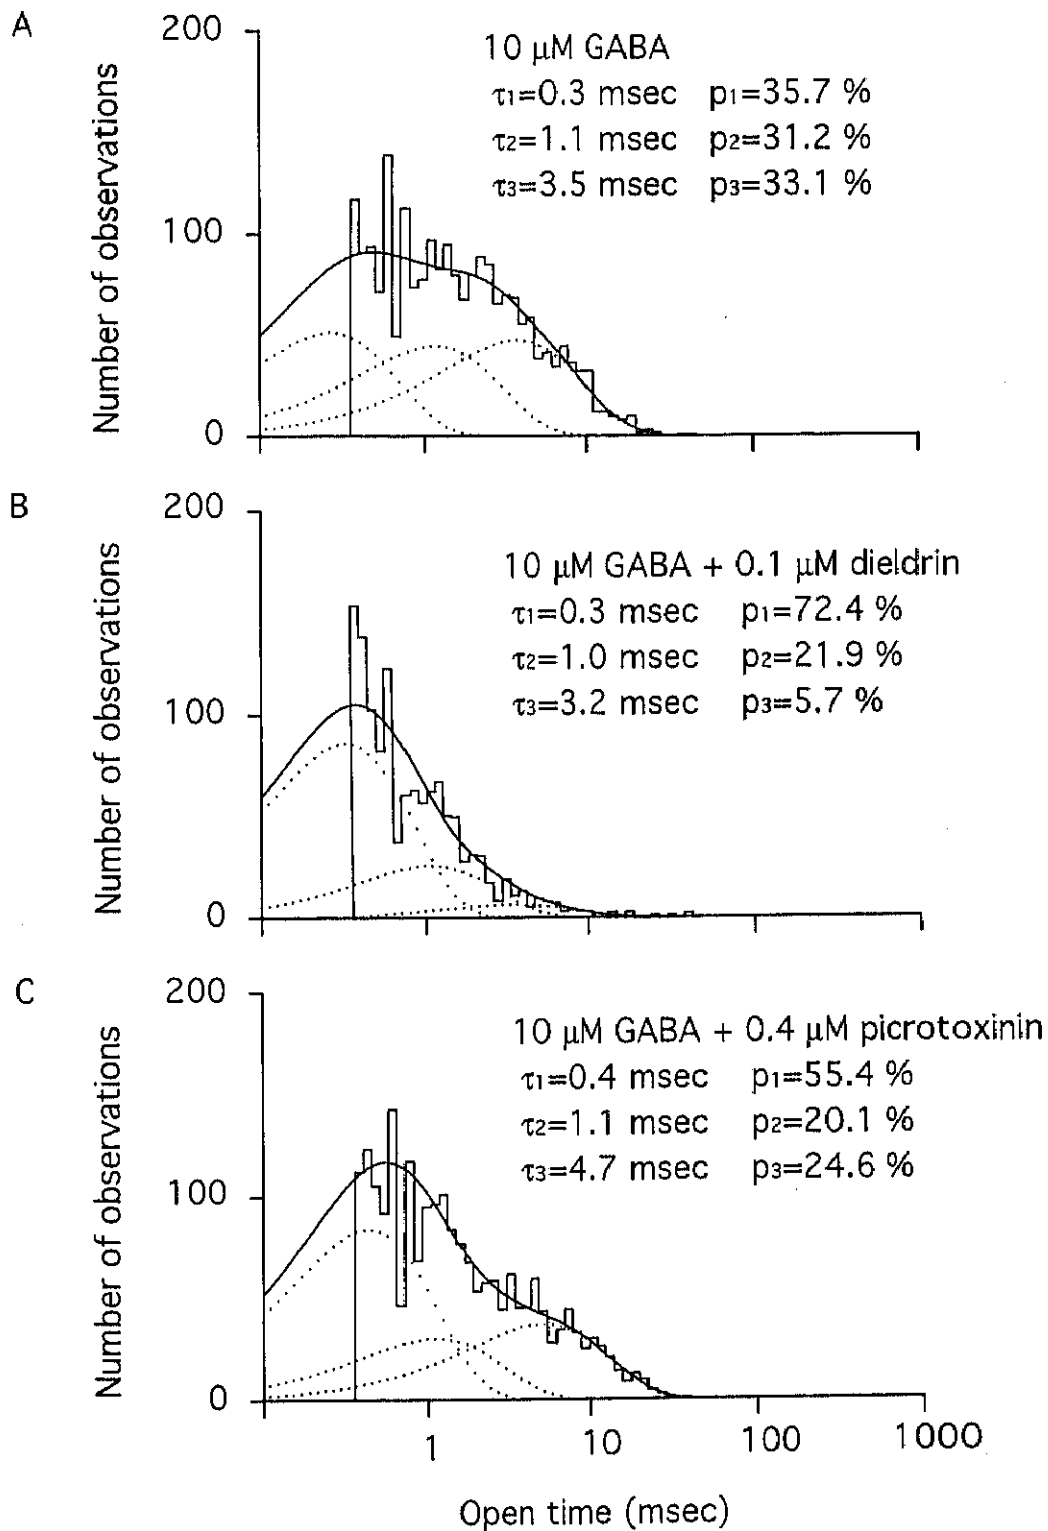 A
200
100
0
Number of observations
10 µM GABA
τ1=0.3 msec p1=35.7 %
τ2=1.1 msec p2=31.2 %
τ3=3.5 msec p3=33.1 %
B
200
100
0
Number of observations
10 µM GABA + 0.1 µM dieldrin
τ1=0.3 msec p1=72.4 %
τ2=1.0 msec p2=21.9 %
τ3=3.2 msec p3=5.7 %
C
200
100
0
Number of observations
10 µM GABA + 0.4 µM picrotoxinin
τ1=0.4 msec p1=55.4 %
τ2=1.1 msec p2=20.1 %
τ3=4.7 msec p3=24.6 %
1 10 100 1000
Open time (msec)